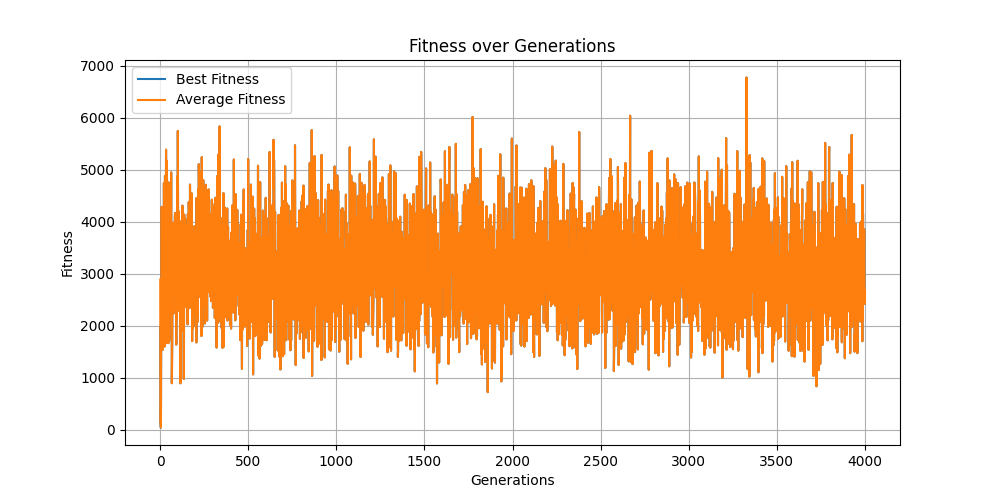 Fitness over Generations
Best Fitness
Average Fitness
7000
6000
5000
4000
3000
2000
1000
0
Fitness
0 500 1000 1500 2000 2500 3000 3500 4000
Generations